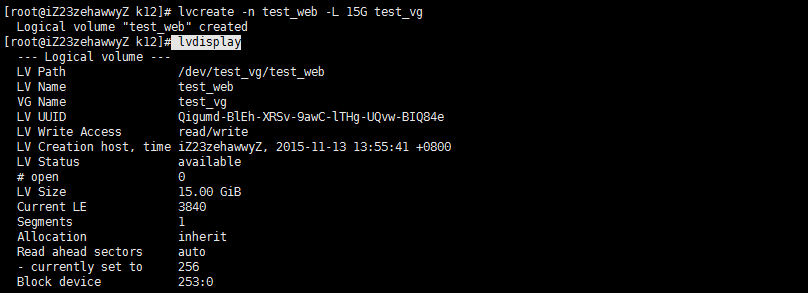 [root@iZ23zehawwyZ k12]# lvcreate -n test_web -L 15G test_vg
  Logical volume "test_web" created
[root@iZ23zehawwyZ k12]# lvdisplay
  --- Logical volume ---
  LV Path                /dev/test_vg/test_web
  LV Name                test_web
  VG Name                test_vg
  LV UUID                Qigumd-BlEh-XRSv-9awC-lTHg-UQvw-BIQ84e
  LV Write Access        read/write
  LV Creation host, time iZ23zehawwyZ, 2015-11-13 13:55:41 +0800
  LV Status              available
  # open                 0
  LV Size                15.00 GiB
  Current LE             3840
  Segments               1
  Allocation             inherit
  Read ahead sectors     auto
  - currently set to     256
  Block device           253:0